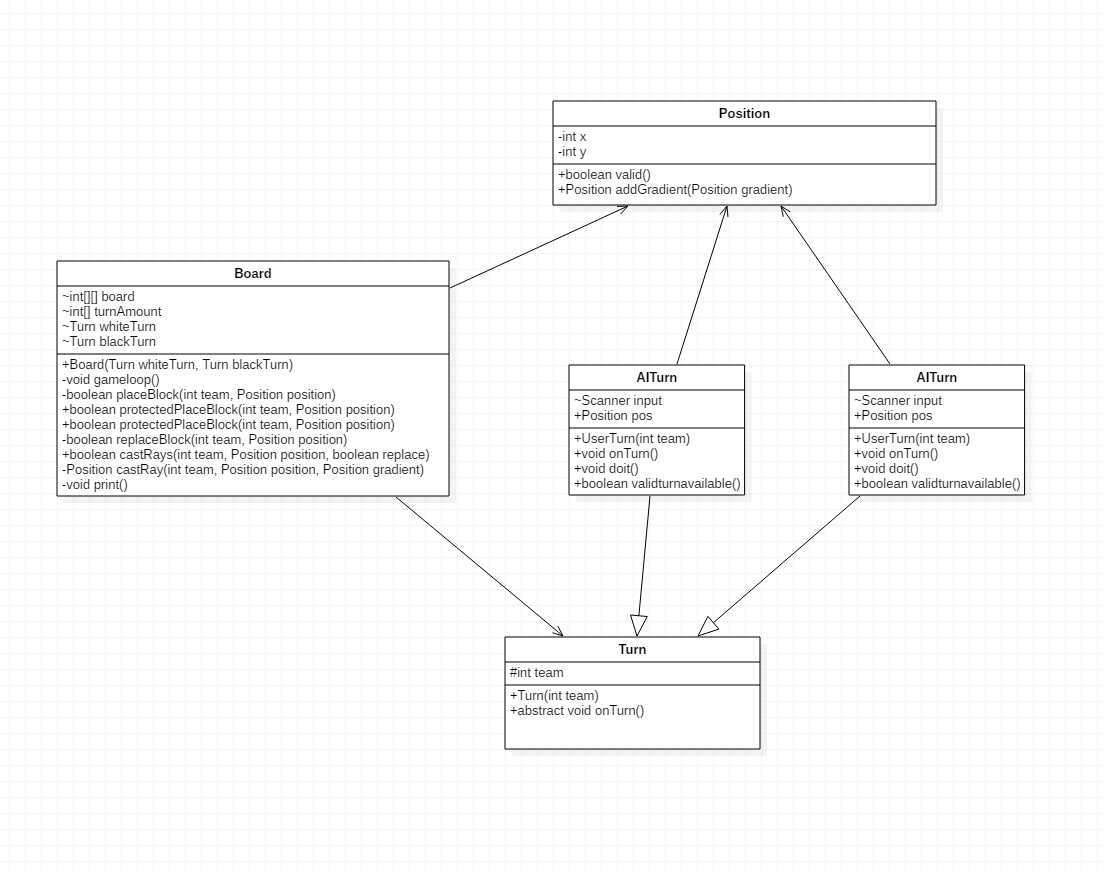 Position
-int x
-int y
+boolean valid()
+Position addGradient(Position gradient)
Board
~int[][] board
~int[] turnAmount
~Turn whiteTurn
~Turn blackTurn
+Board(Turn whiteTurn, Turn blackTurn)
-void gameloop()
-boolean placeBlock(int team, Position position)
+boolean protectedPlaceBlock(int team, Position position)
+boolean protectedPlaceBlock(int team, Position position)
-boolean replaceBlock(int team, Position position)
+boolean castRays(int team, Position position, boolean replace)
-Position castRay(int team, Position position, Position gradient)
-void print()
AITurn
~Scanner input
+Position pos
+UserTurn(int team)
+void onTurn()
+void doit()
+boolean validturnavailable()
AITurn
~Scanner input
+Position pos
+UserTurn(int team)
+void onTurn()
+void doit()
+boolean validturnavailable()
Turn
#int team
+Turn(int team)
+abstract void onTurn()